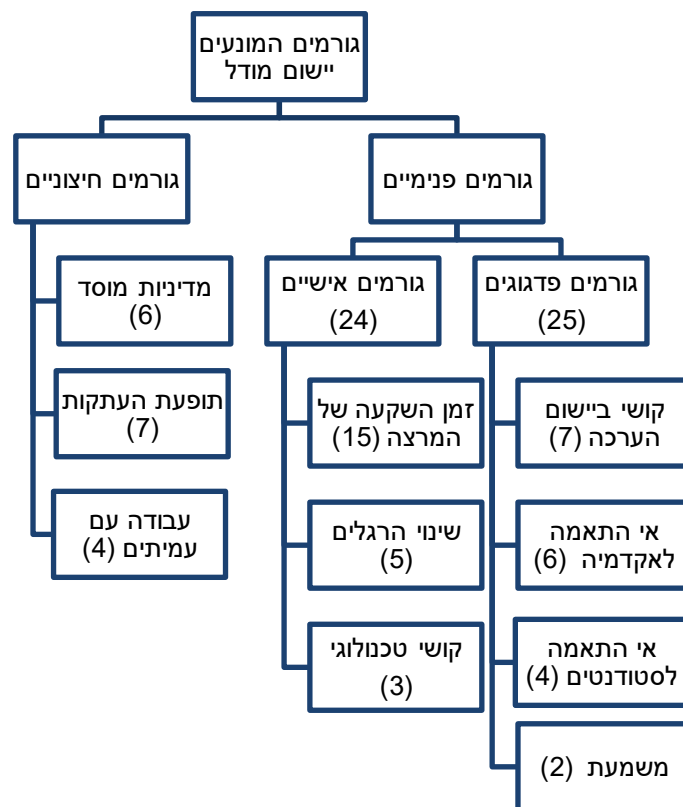 גורמים המונעים
יישום מודל
גורמים פנימיים
גורמים חיצוניים
גורמים פדגוגים
(25)
קושי ביישום
הערכה (7)
אי התאמה
לאקדמיה (6)
אי התאמה
לסטודנטים (4)
משמעת (2)
גורמים אישיים
(24)
זמן השקעה של
המרצה (15)
שינוי הרגלים
(5)
קושי טכנולוגי
(3)
מדיניות מוסד
(6)
תופעת העתקות
(7)
עבודה עם
עמיתים (4)